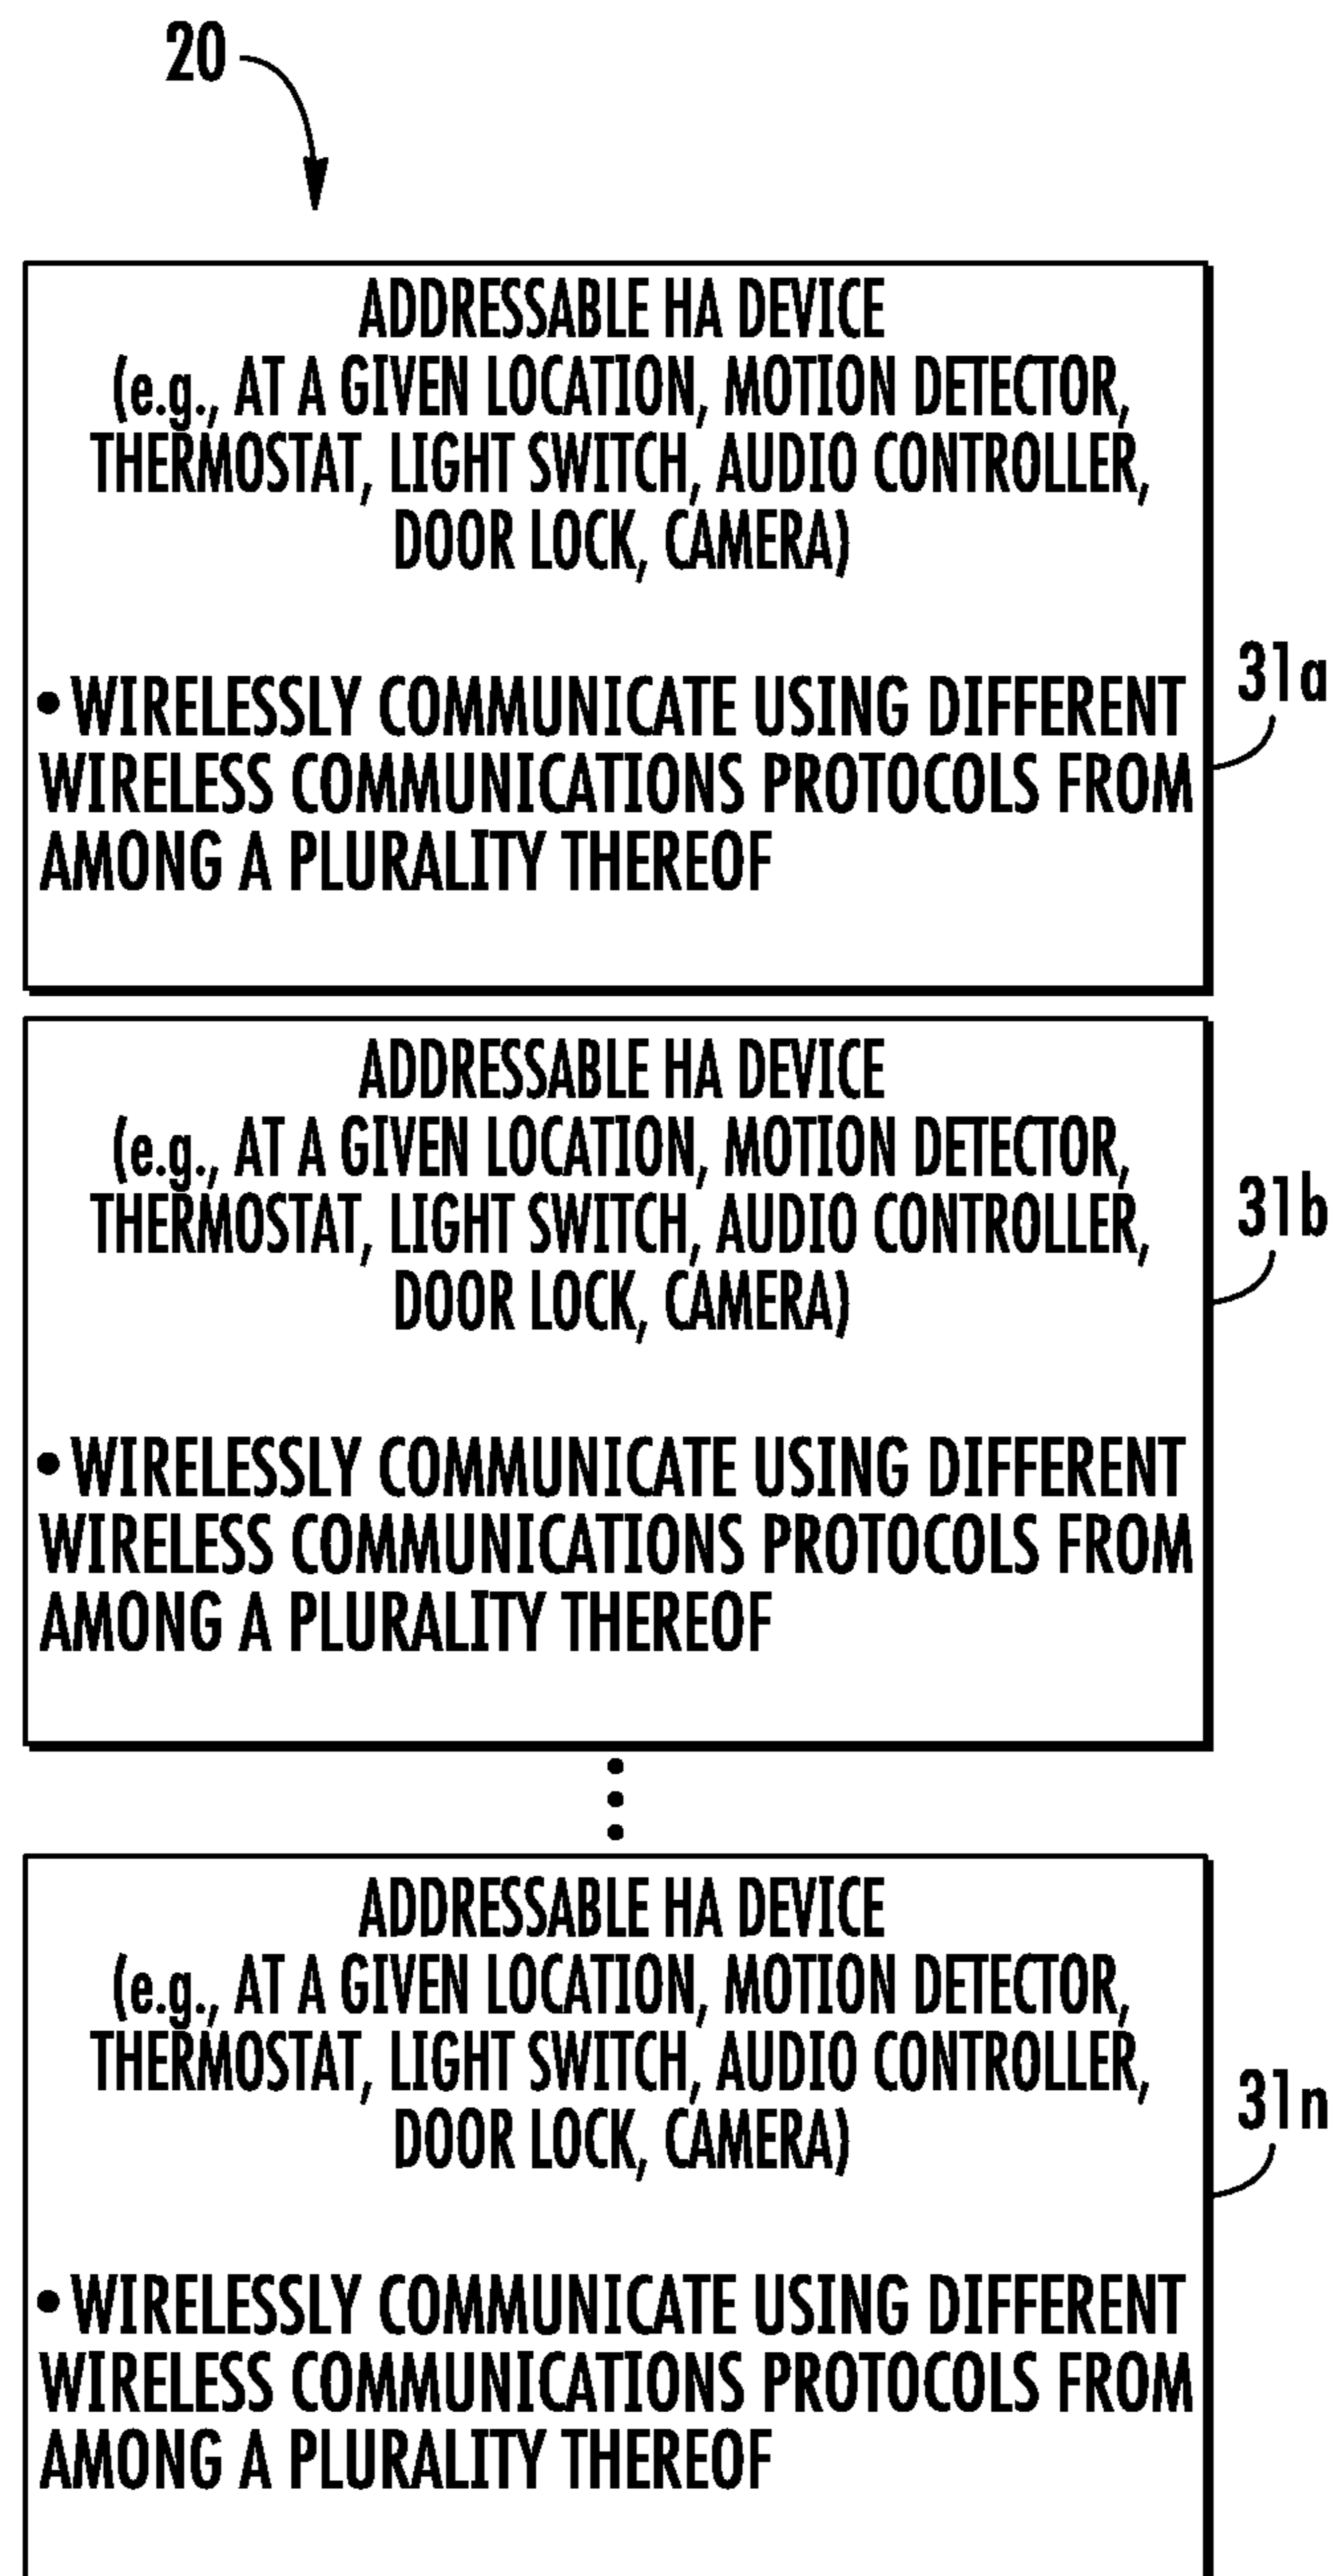 20
ADDRESSABLE HA DEVICE
(e.g., AT A GIVEN LOCATION, MOTION DETECTOR,
THERMOSTAT, LIGHT SWITCH, AUDIO CONTROLLER,
DOOR LOCK, CAMERA)
• WIRELESSLY COMMUNICATE USING DIFFERENT
WIRELESS COMMUNICATIONS PROTOCOLS FROM
AMONG A PLURALITY THEREOF
31a
ADDRESSABLE HA DEVICE
(e.g., AT A GIVEN LOCATION, MOTION DETECTOR,
THERMOSTAT, LIGHT SWITCH, AUDIO CONTROLLER,
DOOR LOCK, CAMERA)
• WIRELESSLY COMMUNICATE USING DIFFERENT
WIRELESS COMMUNICATIONS PROTOCOLS FROM
AMONG A PLURALITY THEREOF
31b
ADDRESSABLE HA DEVICE
(e.g., AT A GIVEN LOCATION, MOTION DETECTOR,
THERMOSTAT, LIGHT SWITCH, AUDIO CONTROLLER,
DOOR LOCK, CAMERA)
• WIRELESSLY COMMUNICATE USING DIFFERENT
WIRELESS COMMUNICATIONS PROTOCOLS FROM
AMONG A PLURALITY THEREOF
31n